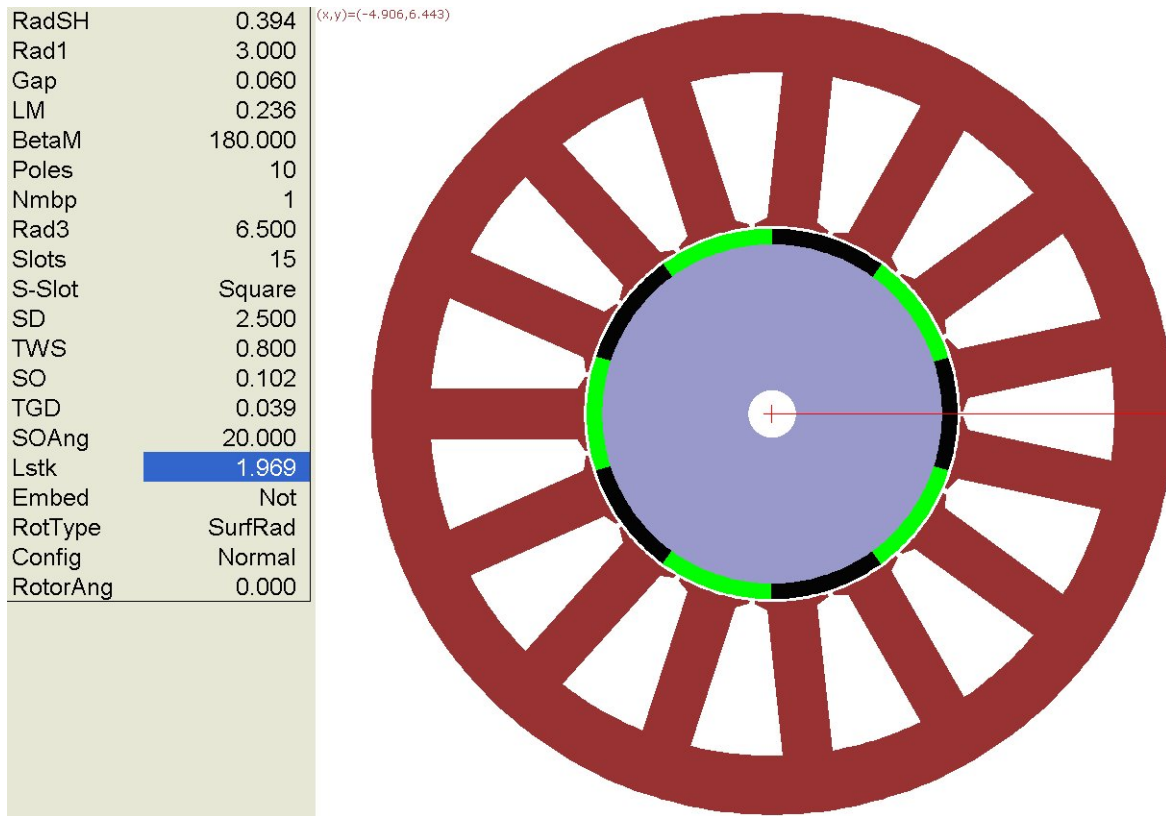 RadSH 0.394
(x,y)=(-4.906,6.443)
Rad1 3.000
Gap 0.060
LM 0.236
BetaM 180.000
Poles 10
Nmbp 1
Rad3 6.500
Slots 15
S-Slot Square
SD 2.500
TWS 0.800
SO 0.102
TGD 0.039
SOAng 20.000
Lstk 1.969
Embed Not
RotType SurfRad
Config Normal
RotorAng 0.000